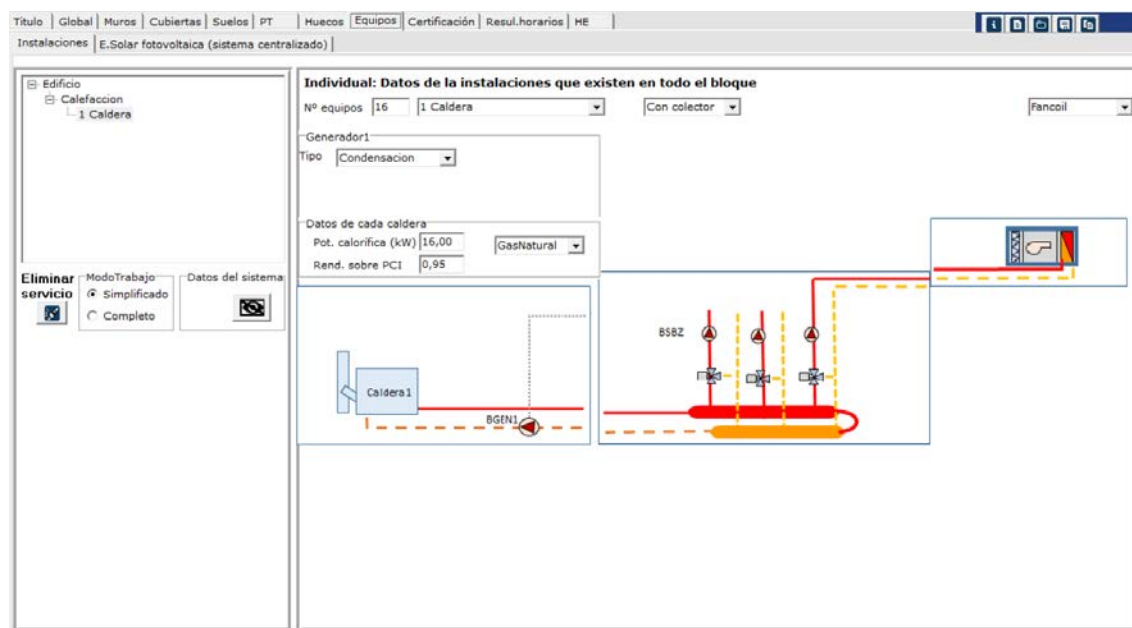 Titulo Global Muros Cubiertas Suelos PT Huecos Equipos Certificación Resul.horarios HE
Instalaciones E.Solar fotovoltaica (sistema centralizado)
Edificio
Calefaccion
1 Caldera
Eliminar servicio
ModoTrabajo
Simplificado
Completo
Datos del sistema
Individual: Datos de la instalaciones que existen en todo el bloque
Nº equipos 16 1 Caldera Con colector Fancoil
Generador1
Tipo Condensacion
Datos de cada caldera
Pot. calorifica (kW) 16,00 GasNatural
Rend. sobre PCI 0,95
Caldera1
BGEN1
BSBZ